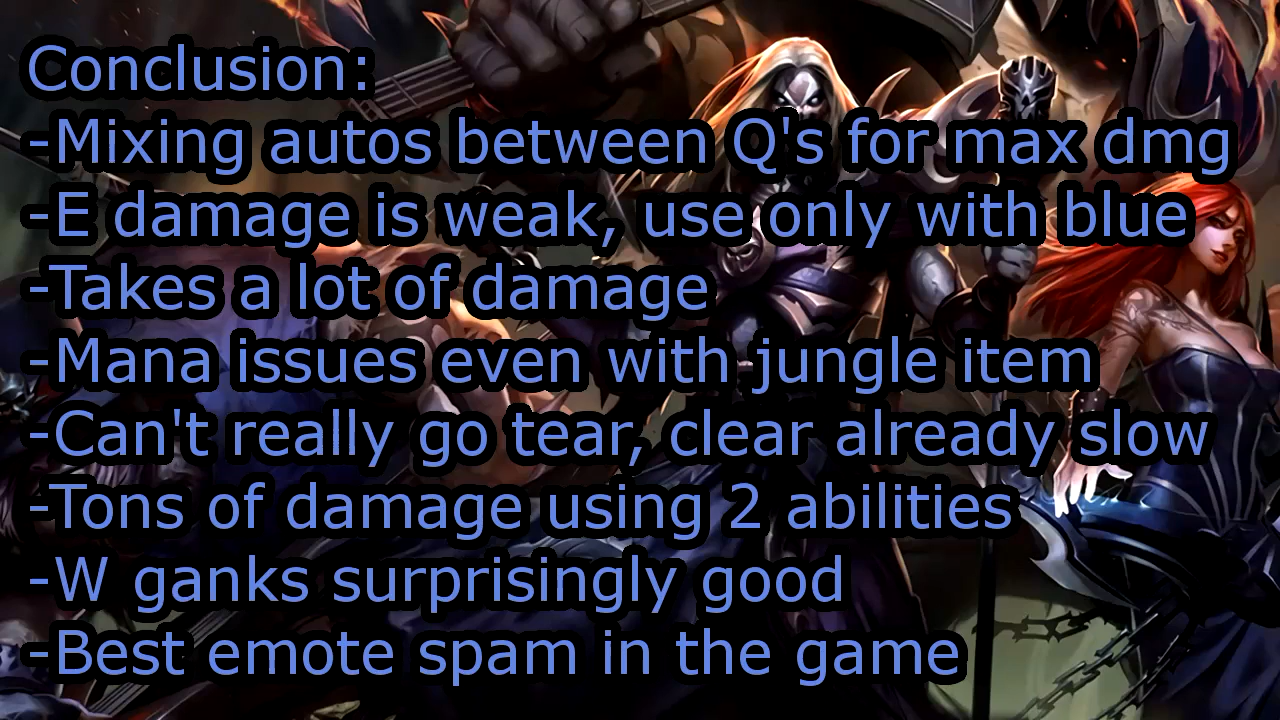 Conclusion:
-Mixing autos between Q's for max dmg
-E damage is weak, use only with blue
-Takes a lot of damage
-Mana issues even with jungle item
-Can't really go tear, clear already slow
-Tons of damage using 2 abilities
-W ganks surprisingly good
-Best emote spam in the game